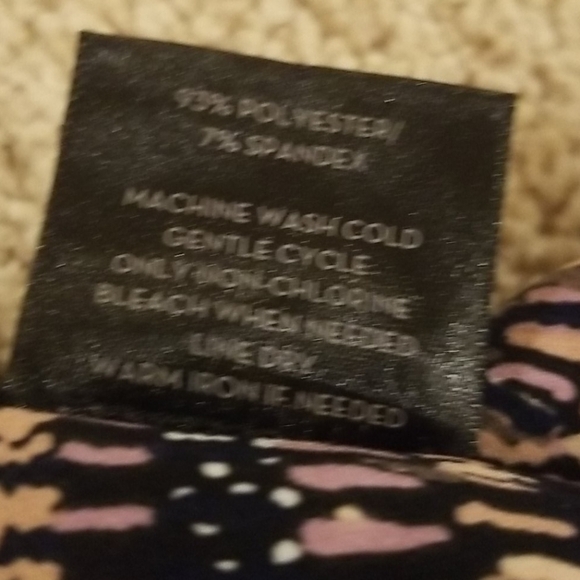 93% POLYESTER/
7% SPANDEX
MACHINE WASH COLD
GENTLE CYCLE.
ONLY NON-CHLORINE
BLEACH WHEN NEEDED.
LINE DRY.
WARM IRON IF NEEDED